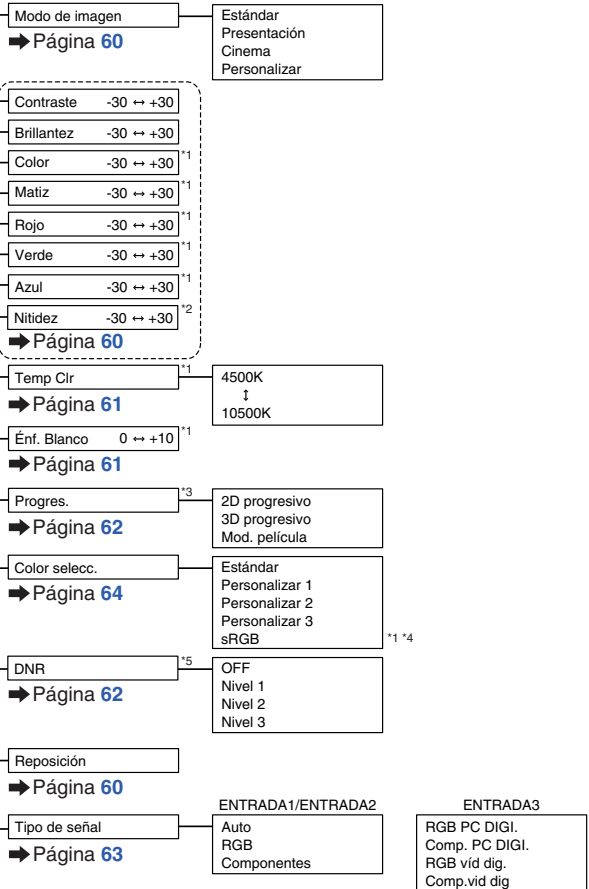 Modo de imagen
Estándar
Presentación
Cinema
Personalizar
Página 60
Contraste -30 ↔ +30
Brillantez -30 ↔ +30
Color -30 ↔ +30 *1
Matiz -30 ↔ +30 *1
Rojo -30 ↔ +30 *1
Verde -30 ↔ +30 *1
Azul -30 ↔ +30 *1
Nitidez -30 ↔ +30 *2
Página 60
Temp Clr *1
4500K
↕
10500K
Página 61
Énf. Blanco 0 ↔ +10 *1
Página 61
Progres. *3
2D progresivo
3D progresivo
Mod. película
Página 62
Color selecc.
Estándar
Personalizar 1
Personalizar 2
Personalizar 3
sRGB *1 *4
Página 64
DNR *5
OFF
Nivel 1
Nivel 2
Nivel 3
Página 62
Reposición
Página 60
Tipo de señal
Página 63
ENTRADA1/ENTRADA2
Auto
RGB
Componentes
ENTRADA3
RGB PC DIGI.
Comp. PC DIGI.
RGB víd dig.
Comp.vid dig